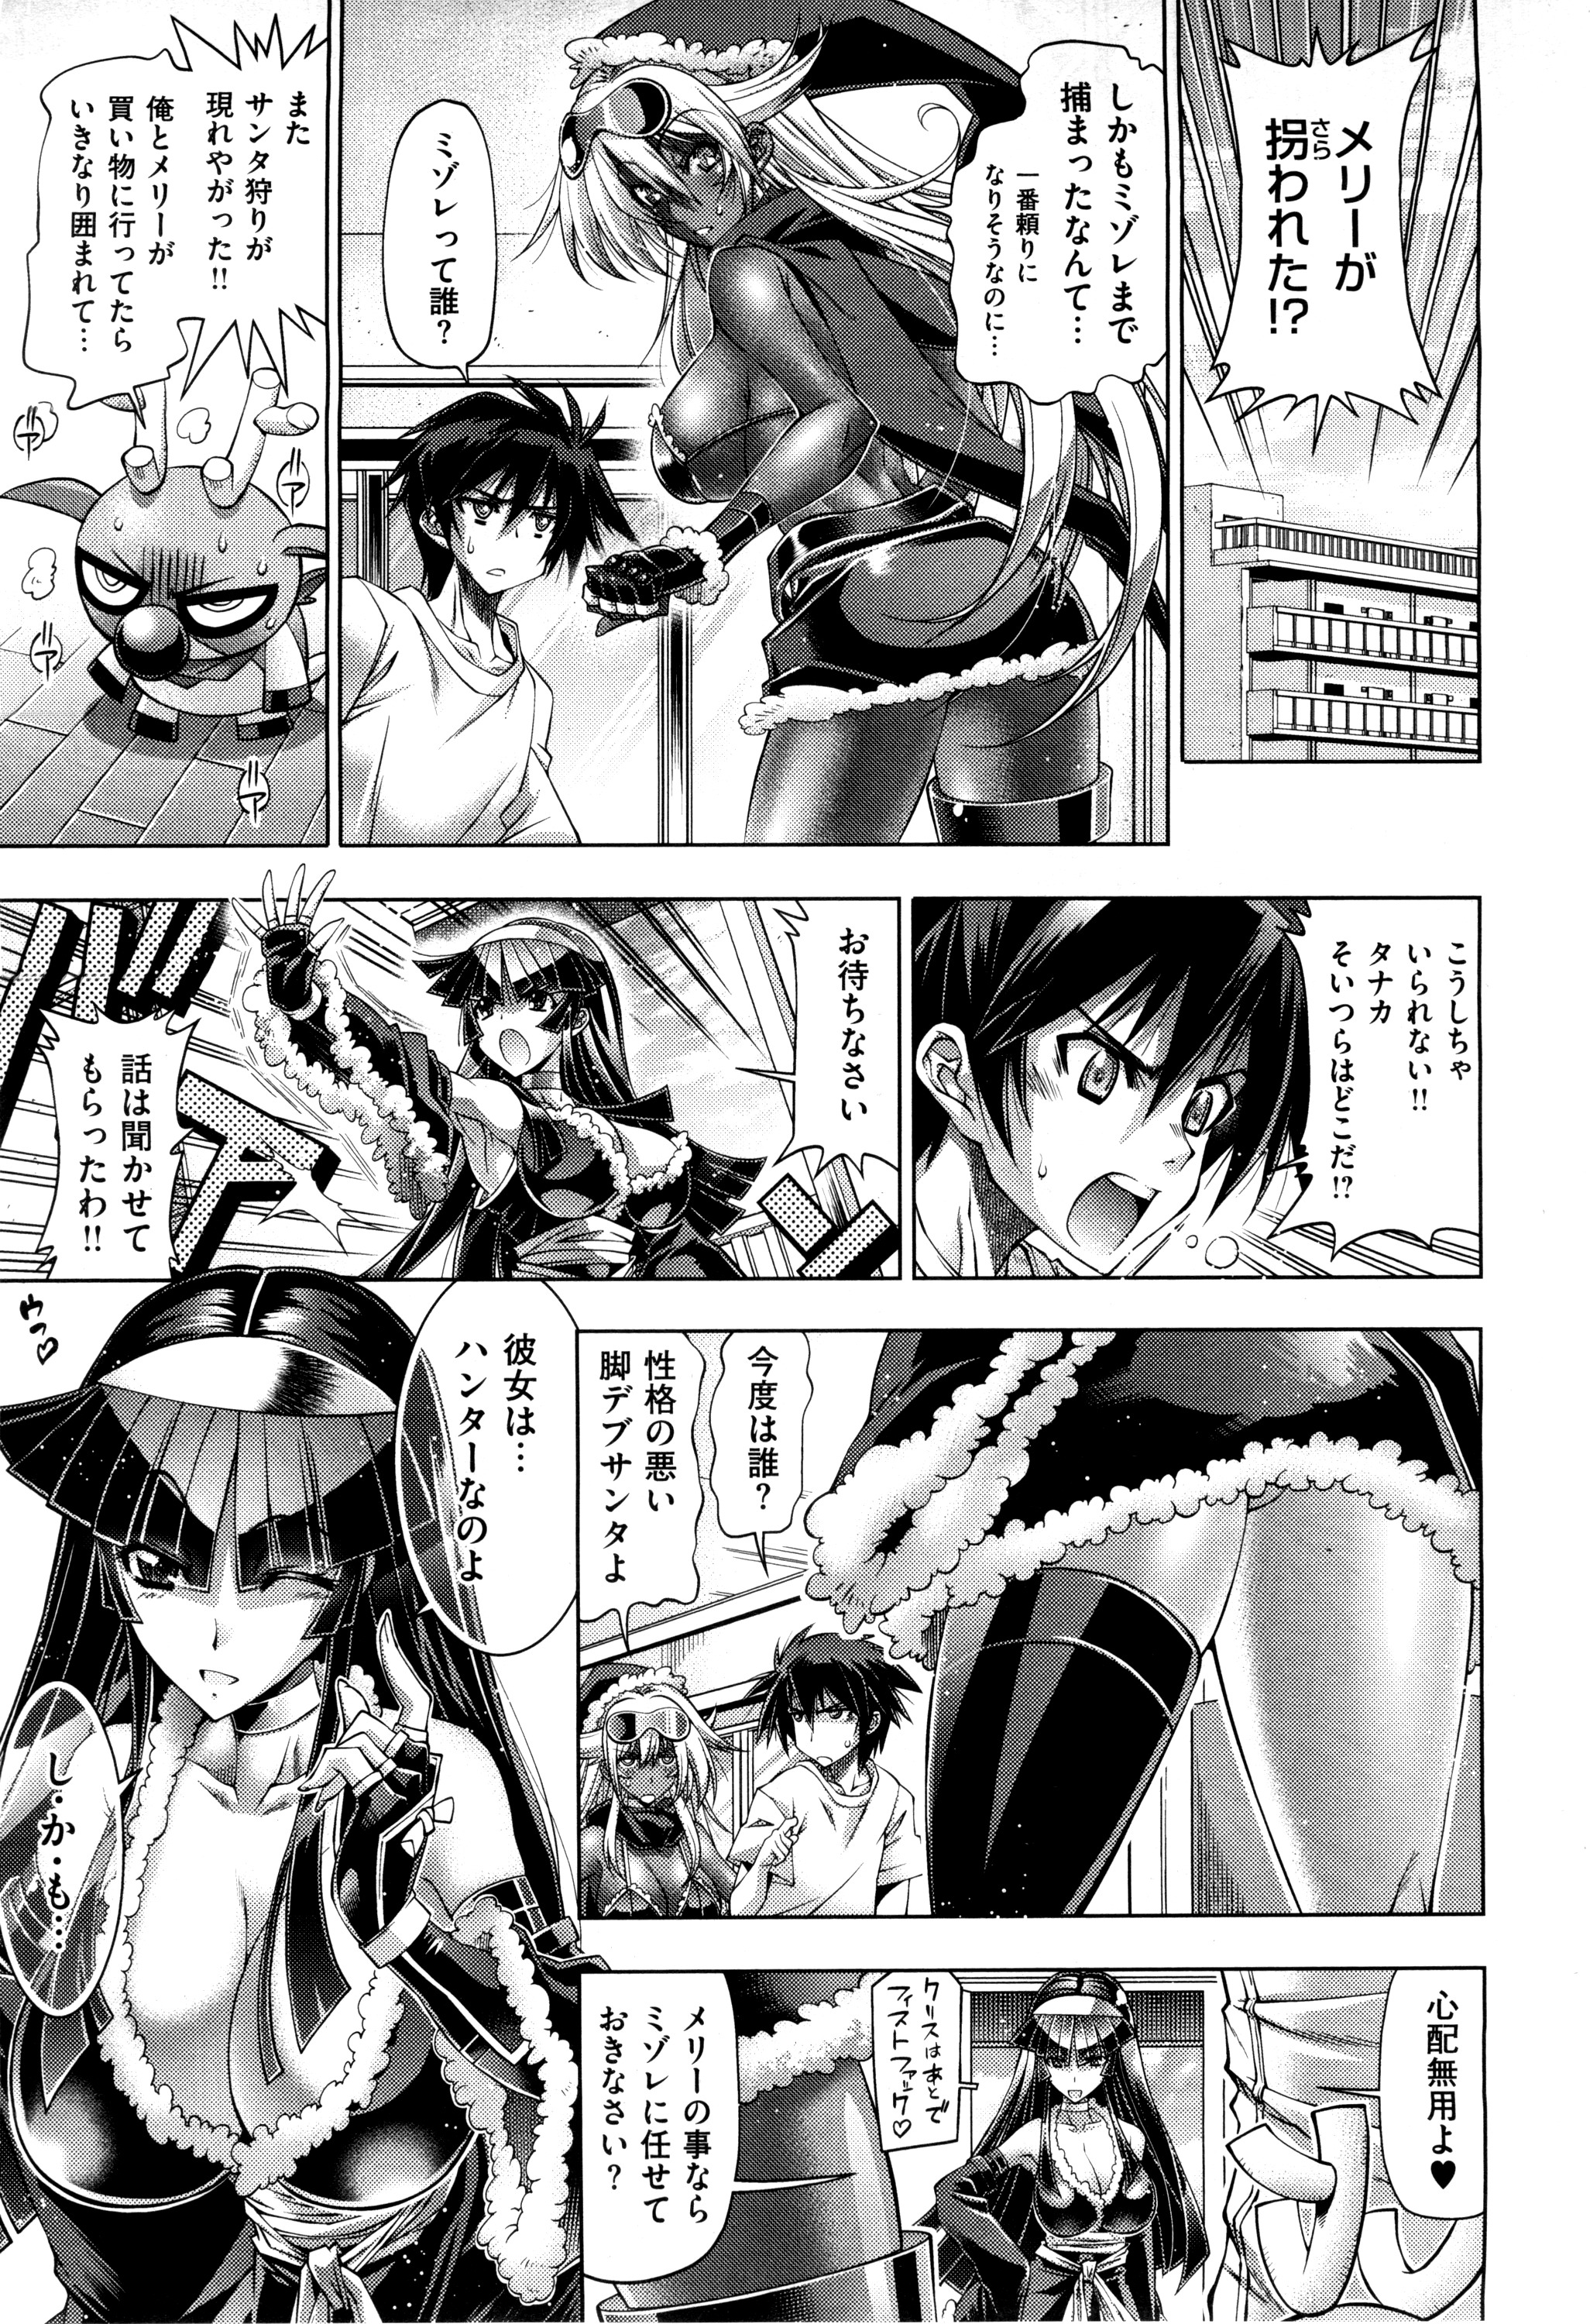 メリーが
拐われた!?
さら
しかもミゾレまで
捕まったなんて…
一番頼りに
なりそうなのに…
ミゾレって誰?
また
サンタ狩りが
現れやがった!!
俺とメリーが
買い物に行ってたら
いきなり囲まれて…
こうしちゃ
いられない!!
タナカ
そいつらはどこだ!?
お待ちなさい
話は聞かせて
もらったわ!!
今度は誰?
性格の悪い
脚デブサンタよ
彼女は…
ハンターなのよ
しかも…
ウフ♡
心配無用よ♥
クリスはあとで
フィストファック♡
メリーの事なら
ミゾレに任せて
おきなさい?